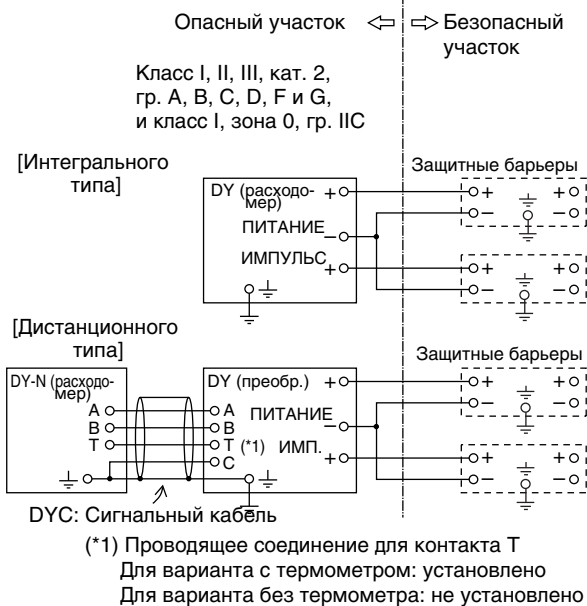 Опасный участок
Безопасный
участок
Класс I, II, III, кат. 2,
гр. A, B, C, D, F и G,
и класс I, зона 0, гр. IIC
[Интегрального
типа]
Защитные барьеры
DY (расходо-
мер)
+
ПИТАНИЕ
−
ИМПУЛЬС
+
+ +
− −
+ +
− −
[Дистанционного
типа]
Защитные барьеры
DY-N (расходо-
мер)
A
B
T
DY (преобр.)
+
A
ПИТАНИЕ
B
−
T (*1)
ИМП.
+
C
+ +
− −
+ +
− −
DYC: Сигнальный кабель
(*1) Проводящее соединение для контакта T
Для варианта с термометром: установлено
Для варианта без термометра: не установлено